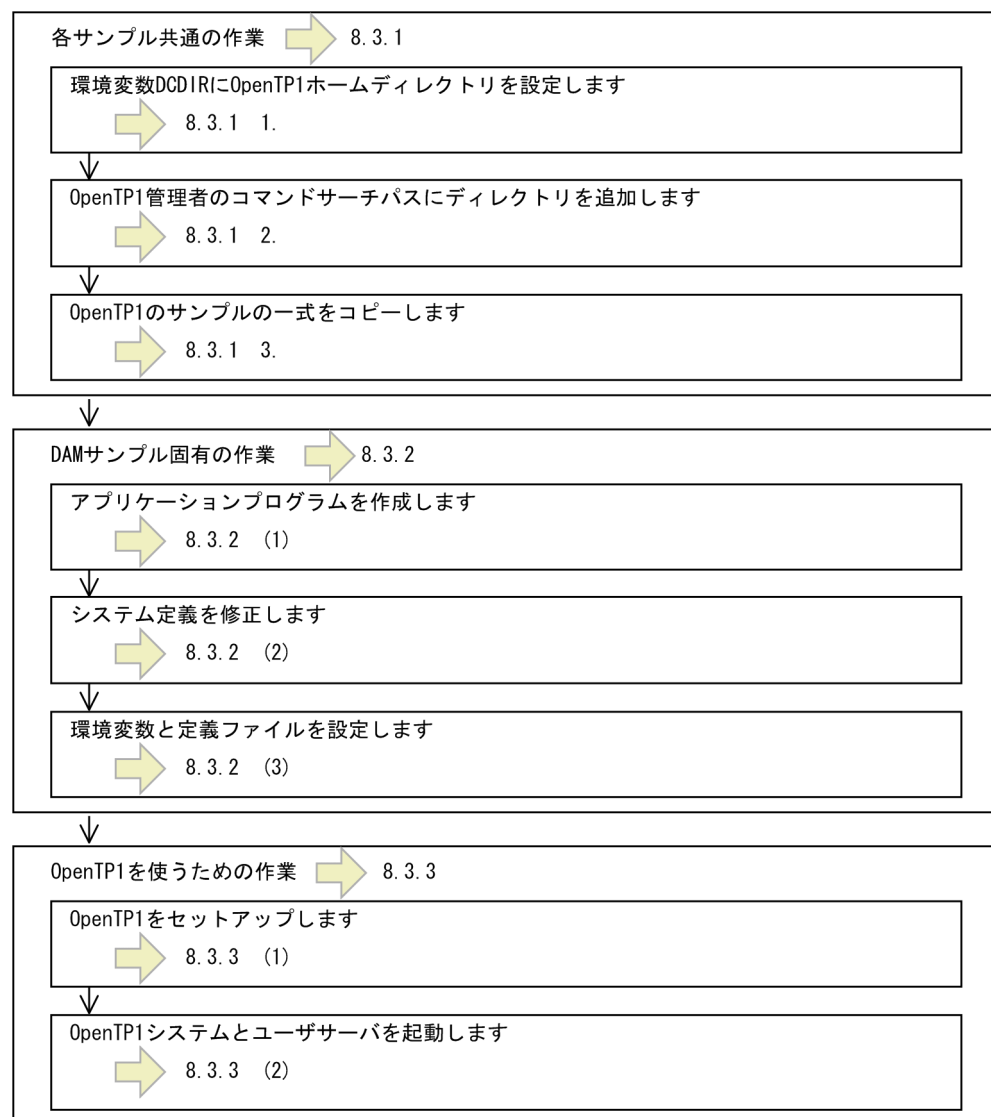 各サンプル共通の作業 8.3.1
環境変数DCDIRにOpenTP1ホームディレクトリを設定します
8.3.1 1.
OpenTP1管理者のコマンドサーチパスにディレクトリを追加します
8.3.1 2.
OpenTP1のサンプルの一式をコピーします
8.3.1 3.
DAMサンプル固有の作業 8.3.2
アプリケーションプログラムを作成します
8.3.2 (1)
システム定義を修正します
8.3.2 (2)
環境変数と定義ファイルを設定します
8.3.2 (3)
OpenTP1を使うための作業 8.3.3
OpenTP1をセットアップします
8.3.3 (1)
OpenTP1システムとユーザサーバを起動します
8.3.3 (2)